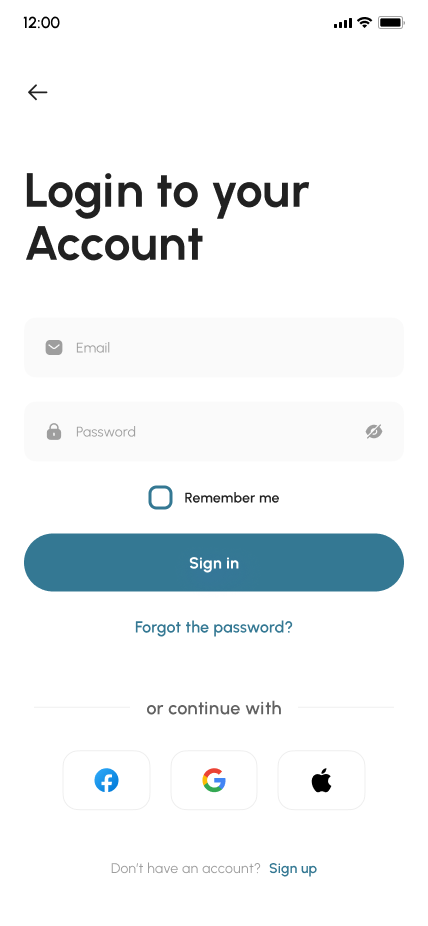 12:00
Login to your
Account
Email
Password
Remember me
Sign in
Forgot the password?
or continue with
Don't have an account? Sign up